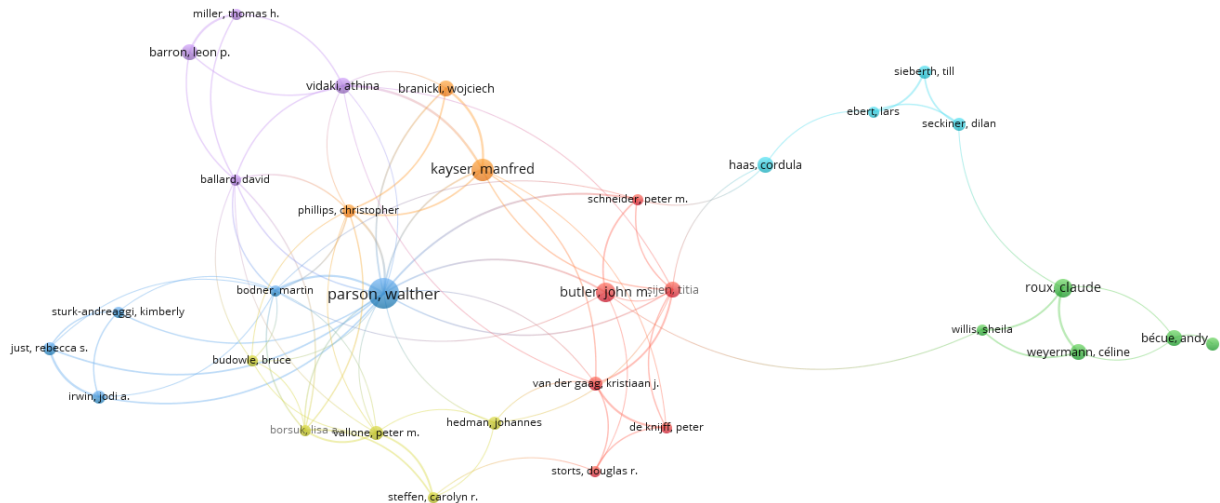 miller, thomas h.
barron, leon p.
vidaki, athina
branicki, wojciech
sieberth, till
ebert, lars
seckiner, dilan
haas, cordula
kayser, manfred
ballard, david
schneider, peter m.
phillips, christopher
bodner, martin
parson, walther
butler, john m.
sijen, titia
roux, claude
sturk-andreaggi, kimberly
willis, sheila
bécue, andy
just, rebecca s.
budowle, bruce
weyermann, céline
irwin, jodi a.
van der gaag, kristiaan j.
hedman, johannes
de knijff, peter
borsuk, lisa a.
vallone, peter m.
storts, douglas r.
steffen, carolyn r.